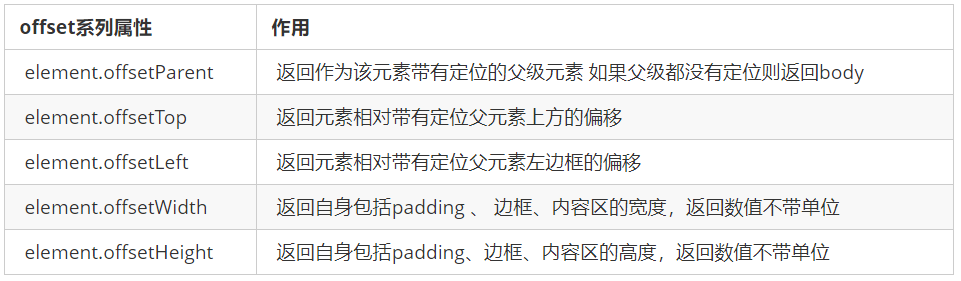 offset系列属性 作用
element.offsetParent 返回作为该元素带有定位的父级元素 如果父级都没有定位则返回body
element.offsetTop 返回元素相对带有定位父元素上方的偏移
element.offsetLeft 返回元素相对带有定位父元素左边框的偏移
element.offsetWidth 返回自身包括padding 、 边框、内容区的宽度，返回数值不带单位
element.offsetHeight 返回自身包括padding、边框、内容区的高度，返回数值不带单位